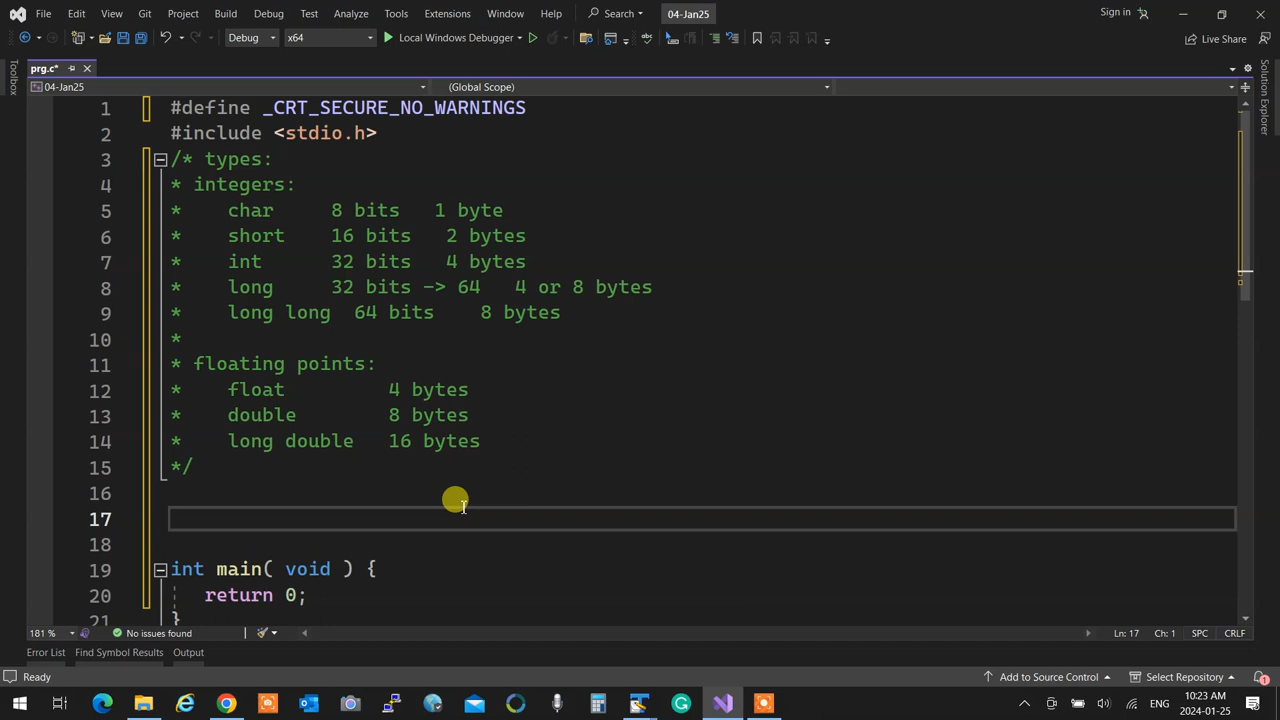 File Edit View Git Project Build Debug Test Analyze Tools Extensions Window Help Search 04-Jan25 Sign in
Debug x64 Local Windows Debugger Live Share
prg.c*
04-Jan25 (Global Scope)
Toolbox
Solution Explorer
1 #define _CRT_SECURE_NO_WARNINGS
2 #include <stdio.h>
3 /* types:
4 * integers:
5 * char 8 bits 1 byte
6 * short 16 bits 2 bytes
7 * int 32 bits 4 bytes
8 * long 32 bits -> 64 4 or 8 bytes
9 * long long 64 bits 8 bytes
10 *
11 * floating points:
12 * float 4 bytes
13 * double 8 bytes
14 * long double 16 bytes
15 */
16
17
18
19 int main( void ) {
20 return 0;
21 }
181 % No issues found Ln: 17 Ch: 1 SPC CRLF
Error List Find Symbol Results Output
Ready Add to Source Control Select Repository 1
ENG 10:23 AM
2024-01-25